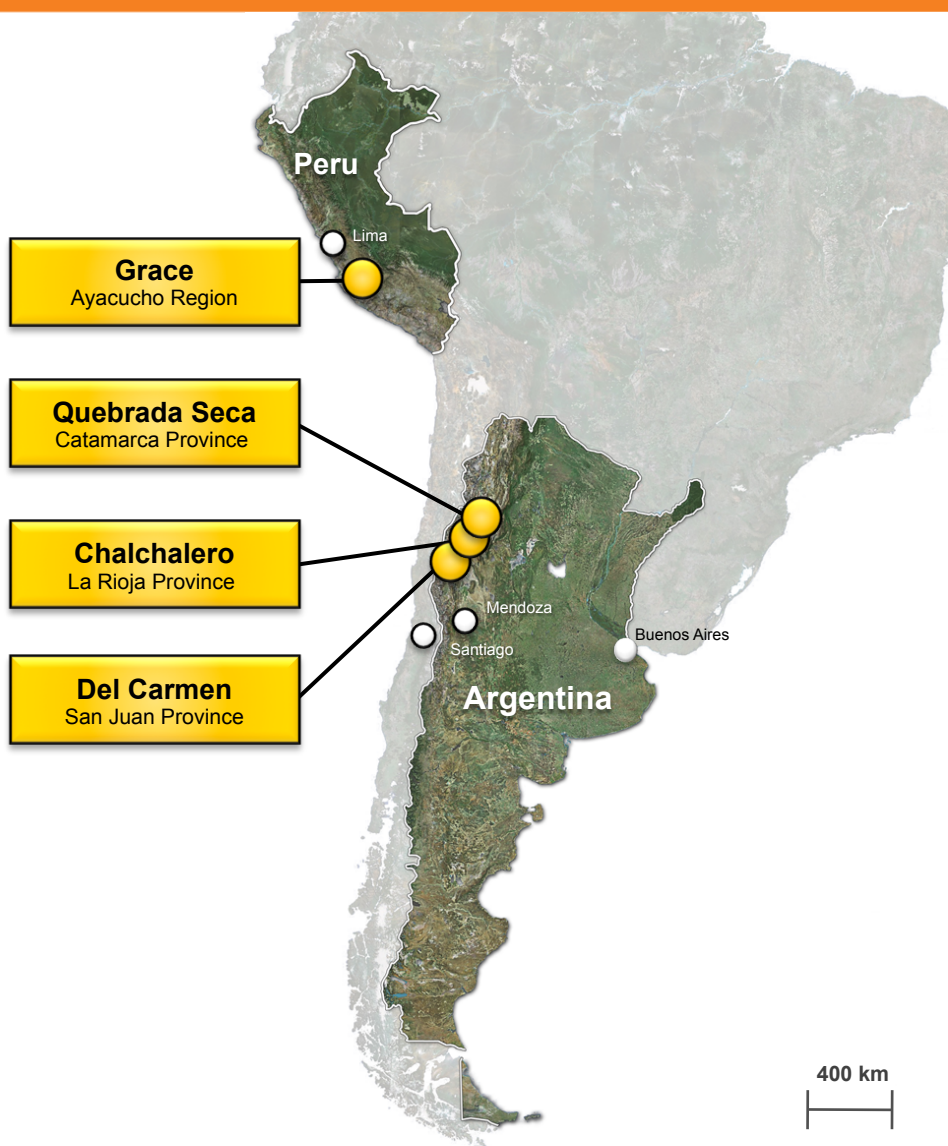 Peru
Lima
Grace
Ayacucho Region
Quebrada Seca
Catamarca Province
Chalchalero
La Rioja Province
Mendoza
Buenos Aires
Santiago
Del Carmen
San Juan Province
Argentina
400 km